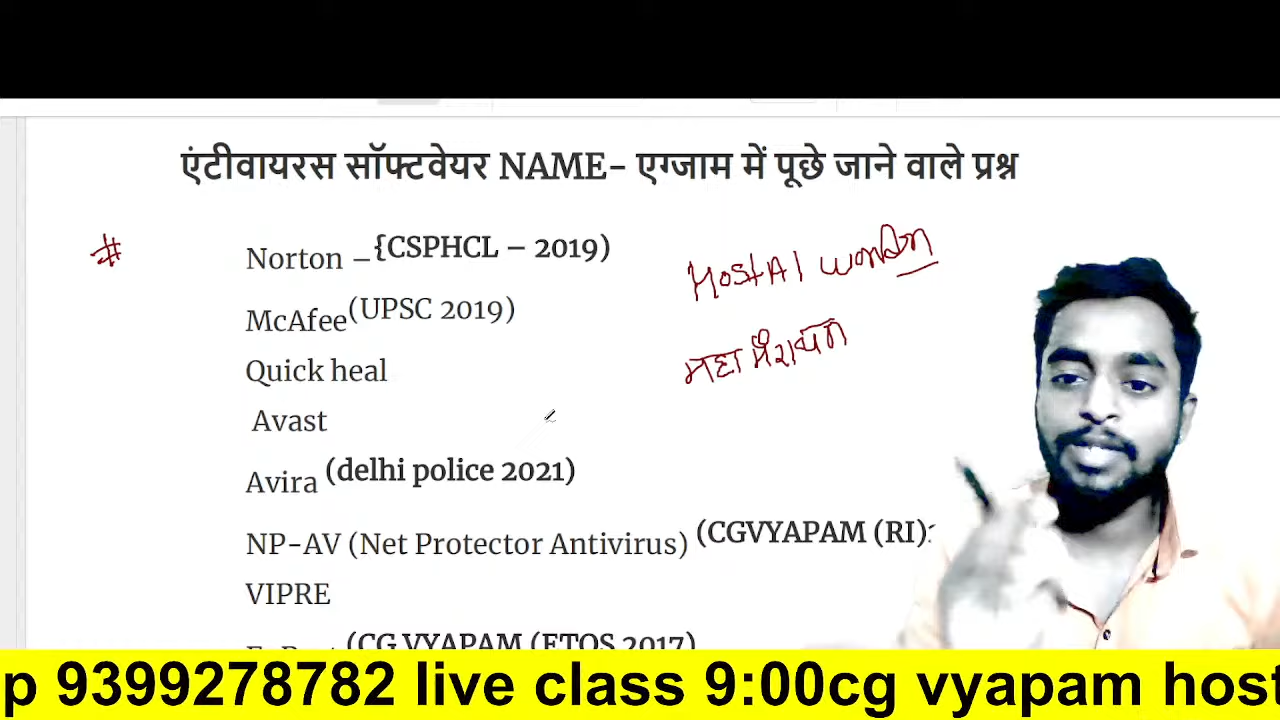 एंटीवायरस सॉफ्टवेयर NAME- एग्जाम में पूछे जाने वाले प्रश्न
#
Norton –{CSPHCL – 2019)
McAfee(UPSC 2019)
Quick heal
Avast
Avira (delhi police 2021)
NP-AV (Net Protector Antivirus) (CGVYAPAM (RI)
VIPRE
(CG VYAPAM (ETOS 2017)
HostAl
p 9399278782 live class 9:00cg vyapam host